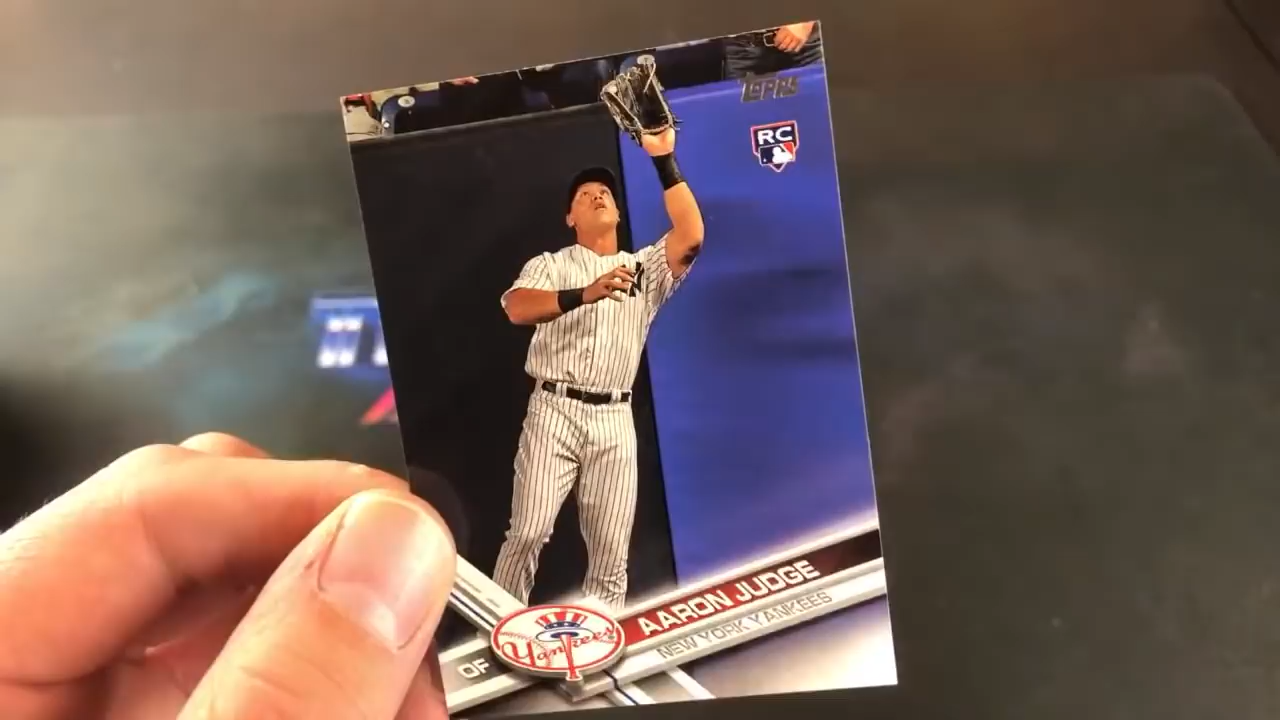 TOPPS
RC
AARON JUDGE
NEW YORK YANKEES
OF
Yankees